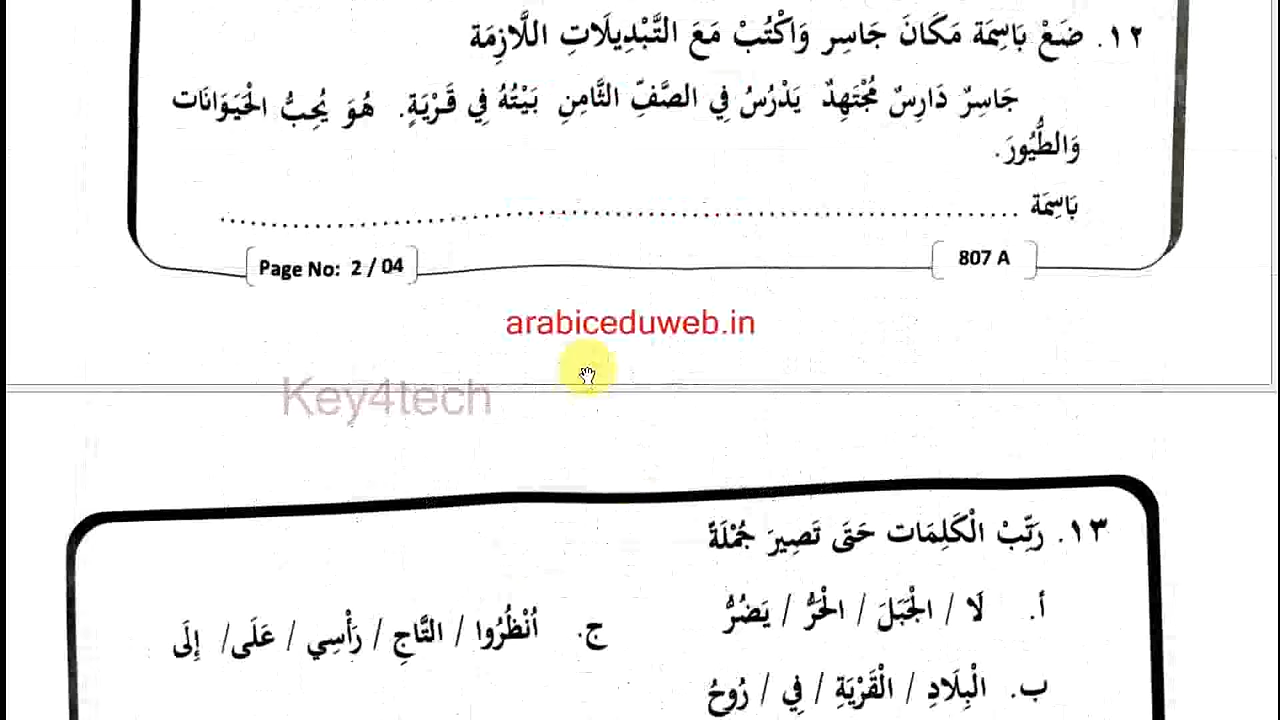 ١٢. ضَعْ بَاسِمَة مَكَانَ جَاسِر وَاكْتُبْ مَعَ التَّبْدِيلَاتِ اللَّازِمَة
جَاسِرٌ دَارِسٌ مُجْتَهِدٌ يَدْرُسُ فِي الصَّفِّ الثَّامِنِ بَيْتُهُ فِي قَرْيَةٍ. هُوَ يُحِبُّ الْحَيَوَانَات
وَالطُّيُورَ.
بَاسِمَة ........................................................................
Page No: 2 / 04
807 A
arabiceduweb.in
Key4tech
١٣. رَتِّبْ الْكَلِمَات حَتَى تَصِيرَ جُمْلَةً
أ. لَا / الْجَبَلَ / الْحَرُّ / يَضُرُّ
ج. اُنْظُرُوا / التَّاجِ / رَأْسِي / عَلَى/ إِلَى
ب. الْبِلَادِ / الْقَرْيَةِ / فِي / رُوحُ